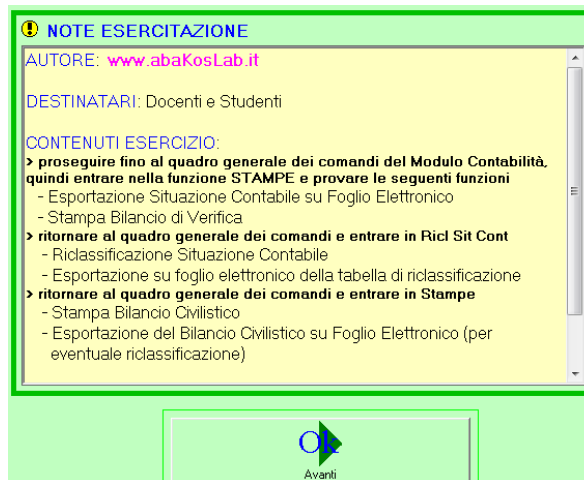 NOTE ESERCITAZIONE
AUTORE: www.abaKosLab.it
DESTINATARI: Docenti e Studenti
CONTENUTI ESERCIZIO:
> proseguire fino al quadro generale dei comandi del Modulo Contabilità,
quindi entrare nella funzione STAMPE e provare le seguenti funzioni
- Esportazione Situazione Contabile su Foglio Elettronico
- Stampa Bilancio di Verifica
> ritornare al quadro generale dei comandi e entrare in Ricl Sit Cont
- Riclassificazione Situazione Contabile
- Esportazione su foglio elettronico della tabella di riclassificazione
> ritornare al quadro generale dei comandi e entrare in Stampe
- Stampa Bilancio Civilistico
- Esportazione del Bilancio Civilistico su Foglio Elettronico (per
eventuale riclassificazione)
Ok
Avanti